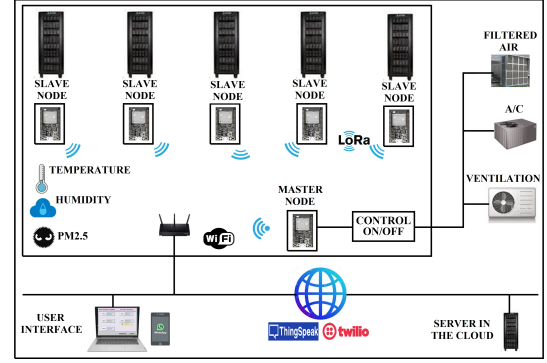 FILTERED
AIR
SLAVE
NODE
SLAVE
NODE
SLAVE
NODE
SLAVE
NODE
SLAVE
NODE
A/C
LoRa
TEMPERATURE
HUMIDITY
PM2.5
MASTER
NODE
VENTILATION
WiFi
CONTROL
ON/OFF
USER
INTERFACE
ThingSpeak
twilio
SERVER IN
THE CLOUD